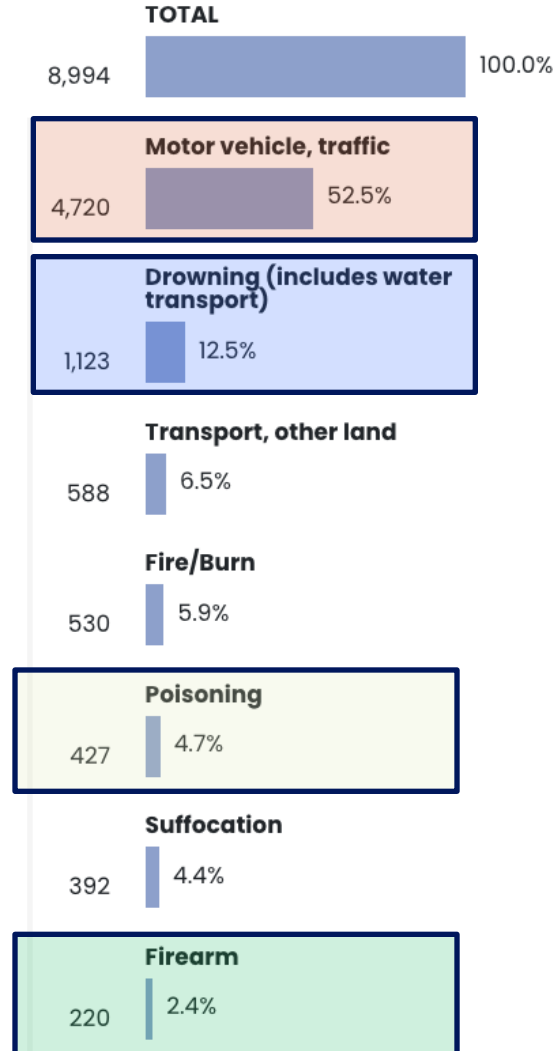 TOTAL
8,994
100.0%
Motor vehicle, traffic
4,720
52.5%
Drowning (includes water
transport)
1,123
12.5%
Transport, other land
588
6.5%
Fire/Burn
530
5.9%
Poisoning
427
4.7%
Suffocation
392
4.4%
Firearm
220
2.4%